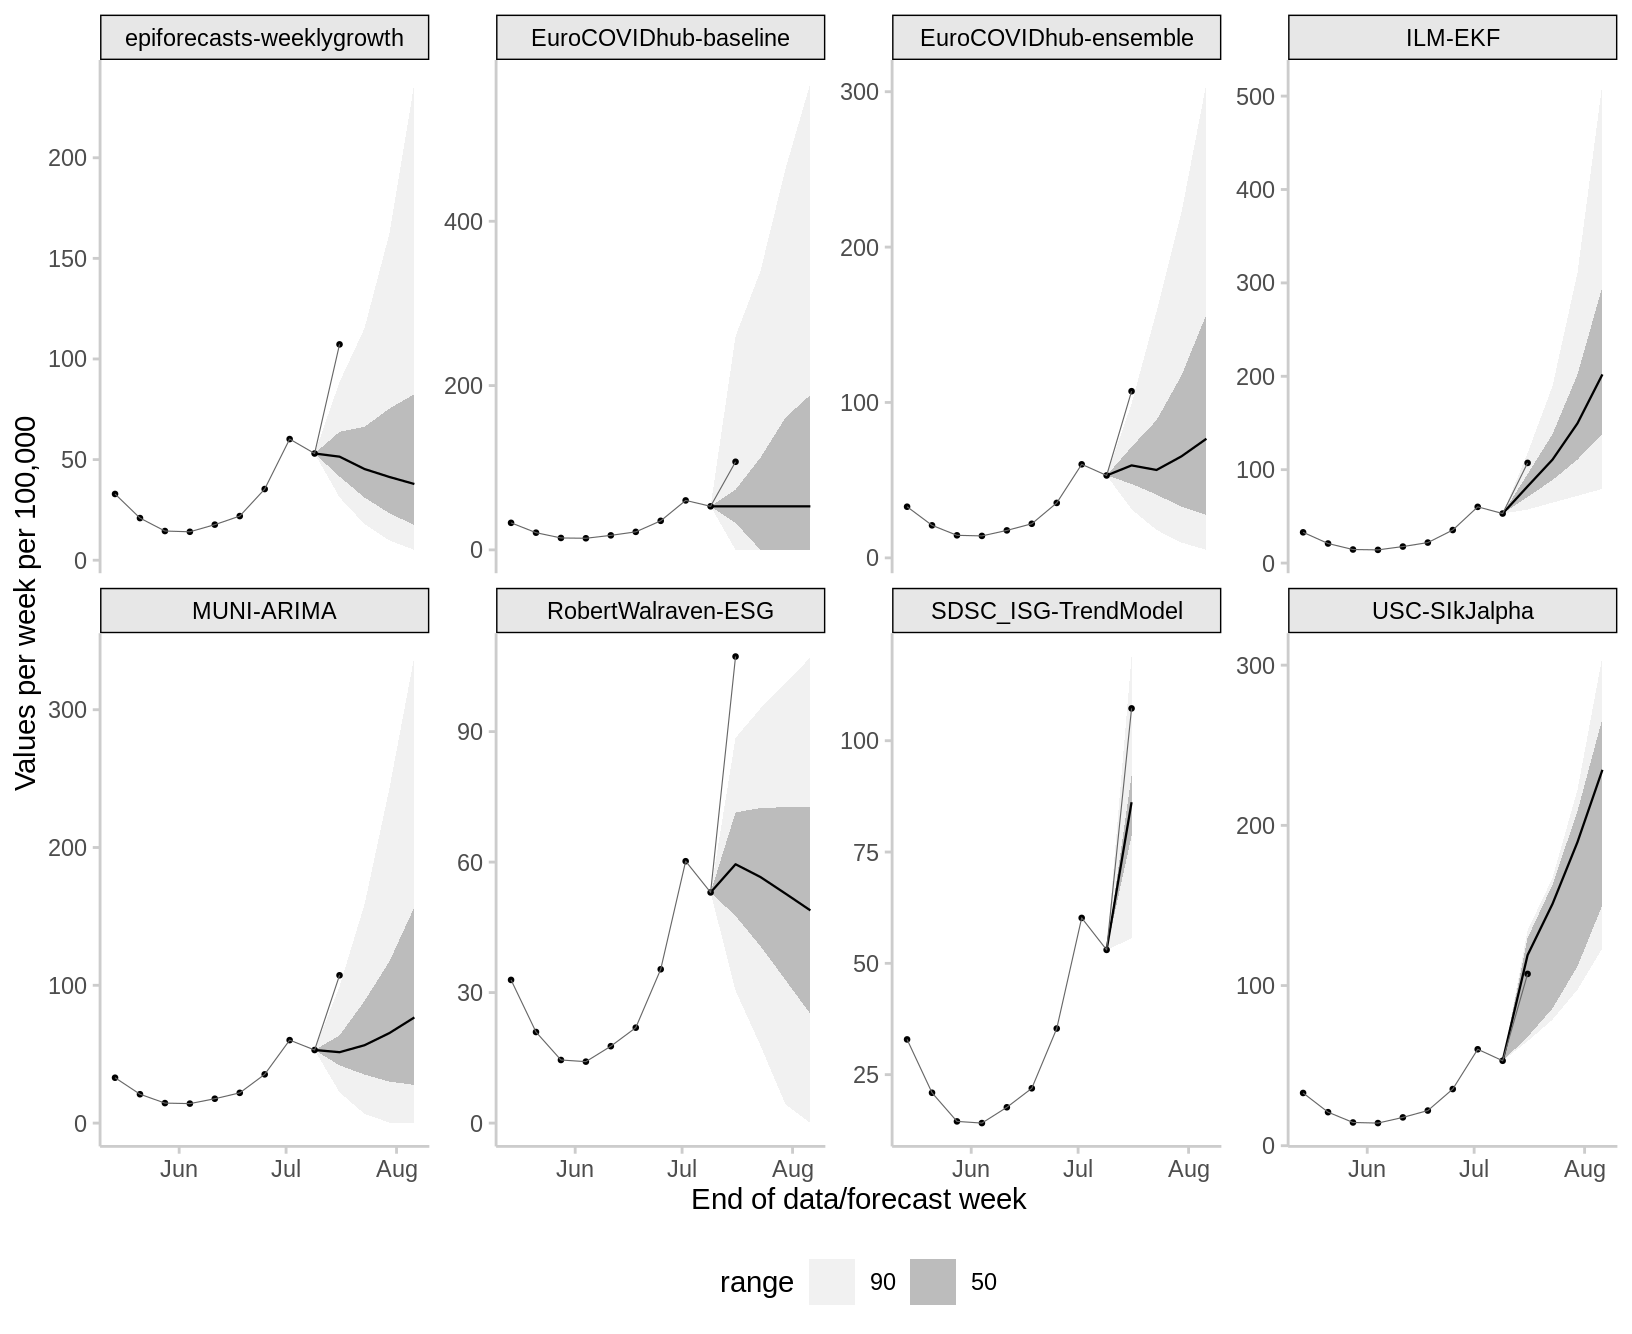 epiforecasts-weeklygrowth
EuroCOVIDhub-baseline
EuroCOVIDhub-ensemble
ILM-EKF
200
150
100
50
0
400
200
0
300
200
100
0
500
400
300
200
100
0
Values per week per 100,000
MUNI-ARIMA
RobertWalraven-ESG
SDSC_ISG-TrendModel
USC-SIkJalpha
300
200
100
0
90
60
30
0
100
75
50
25
300
200
100
0
Jun Jul Aug
Jun Jul Aug
Jun Jul Aug
Jun Jul Aug
End of data/forecast week
range 90 50